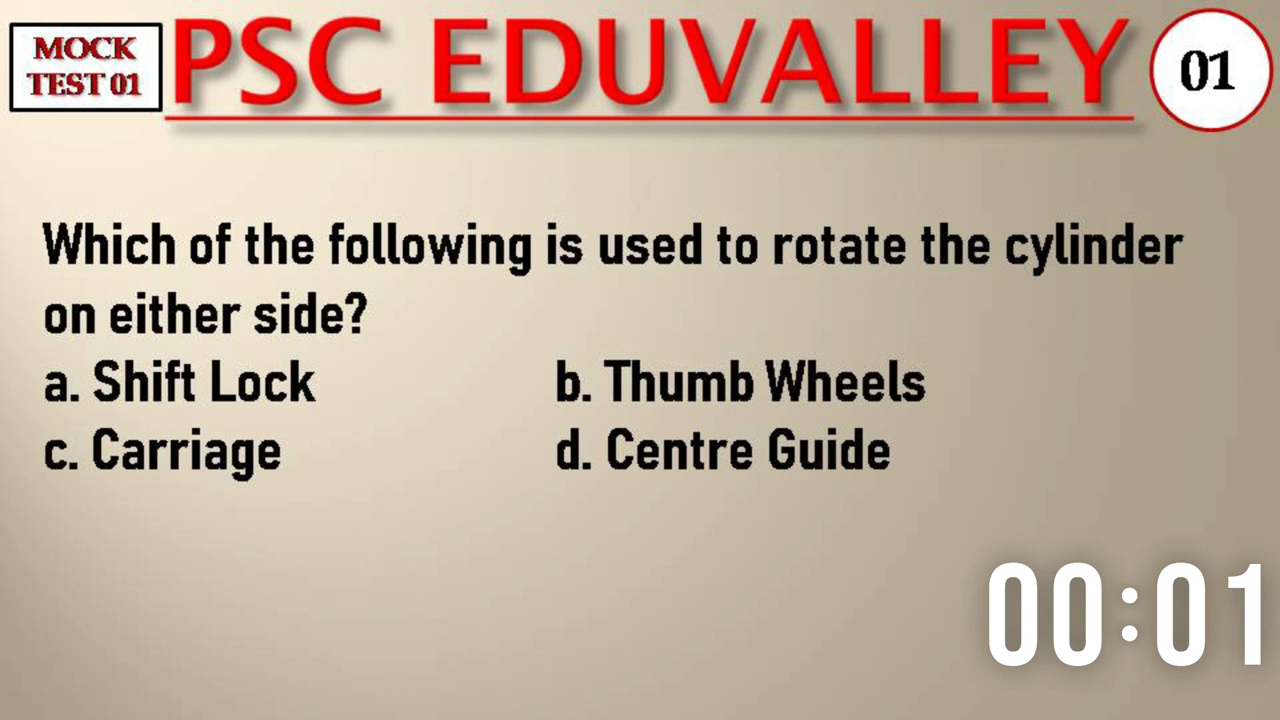 MOCK
TEST 01
PSC EDUVALLEY
01
Which of the following is used to rotate the cylinder
on either side?
a. Shift Lock b. Thumb Wheels
c. Carriage d. Centre Guide
00:01